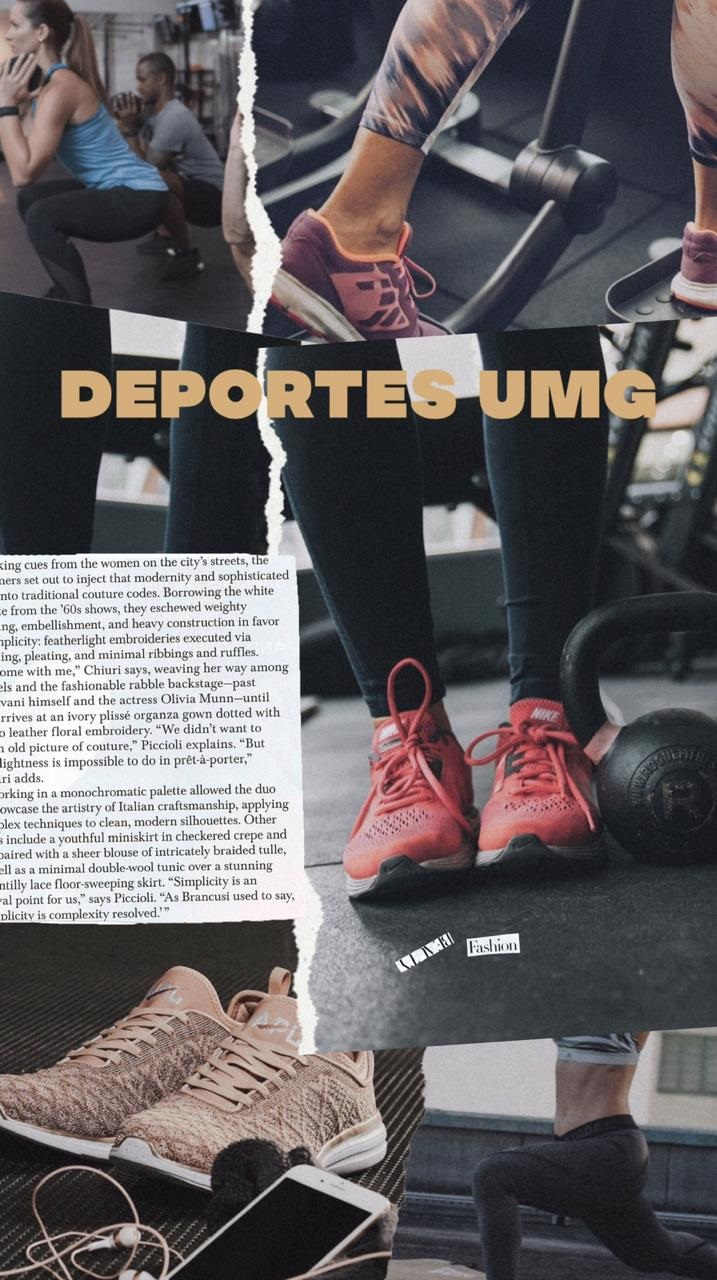 DEPORTES UMG
king cues from the women on the city's streets, the
ners set out to inject that modernity and sophisticated
nto traditional couture codes. Borrowing the white
te from the '60s shows, they eschewed weighty
ing, embellishment, and heavy construction in favor
nplicity: featherlight embroideries executed via
ing, pleating, and minimal ribbings and ruffles.
ome with me,” Chiuri says, weaving her way among
els and the fashionable rabble backstage—past
vani himself and the actress Olivia Munn—until
rrives at an ivory plissé organza gown dotted with
o leather floral embroidery. “We didn't want to
n old picture of couture,” Piccioli explains. “But
lightness is impossible to do in prêt-à-porter,”
ri adds.
orking in a monochromatic palette allowed the duo
owcase the artistry of Italian craftsmanship, applying
plex techniques to clean, modern silhouettes. Other
s include a youthful miniskirt in checkered crepe and
paired with a sheer blouse of intricately braided tulle,
ell as a minimal double-wool tunic over a stunning
ntilly lace floor-sweeping skirt. “Simplicity is an
val point for us,” says Piccioli. “As Brancusi used to say,
plicity is complexity resolved.’”
NIKE
Fashion
APL
APL